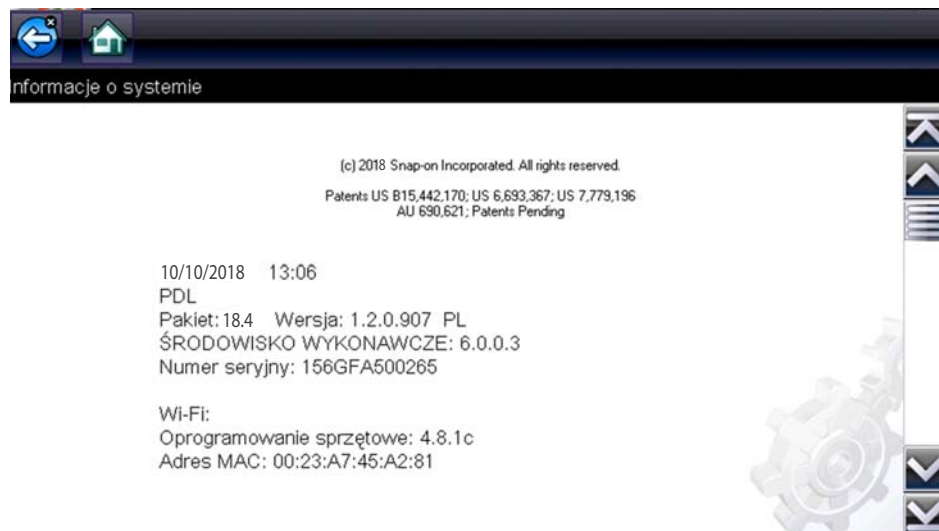 Informacje o systemie
(c) 2018 Snap-on Incorporated. All rights reserved.
Patents US B15,442,170; US 6,693,367; US 7,779,196
AU 690,621; Patents Pending
10/10/2018 13:06
PDL
Pakiet: 18.4 Wersja: 1.2.0.907 PL
ŚRODOWISKO WYKONAWCZE: 6.0.0.3
Numer seryjny: 156GFA500265
Wi-Fi:
Oprogramowanie sprzętowe: 4.8.1c
Adres MAC: 00:23:A7:45:A2:81